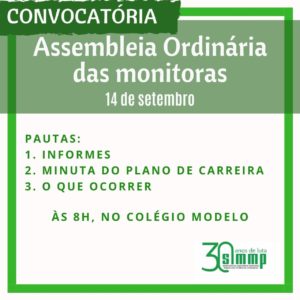 CONVOCATÓRIA
Assembleia Ordinária
das monitoras
14 de setembro
PAUTAS:
1. INFORMES
2. MINUTA DO PLANO DE CARREIRA
3. O QUE OCORRER
ÀS 8H, NO COLÉGIO MODELO
30 anos de luta
simmp